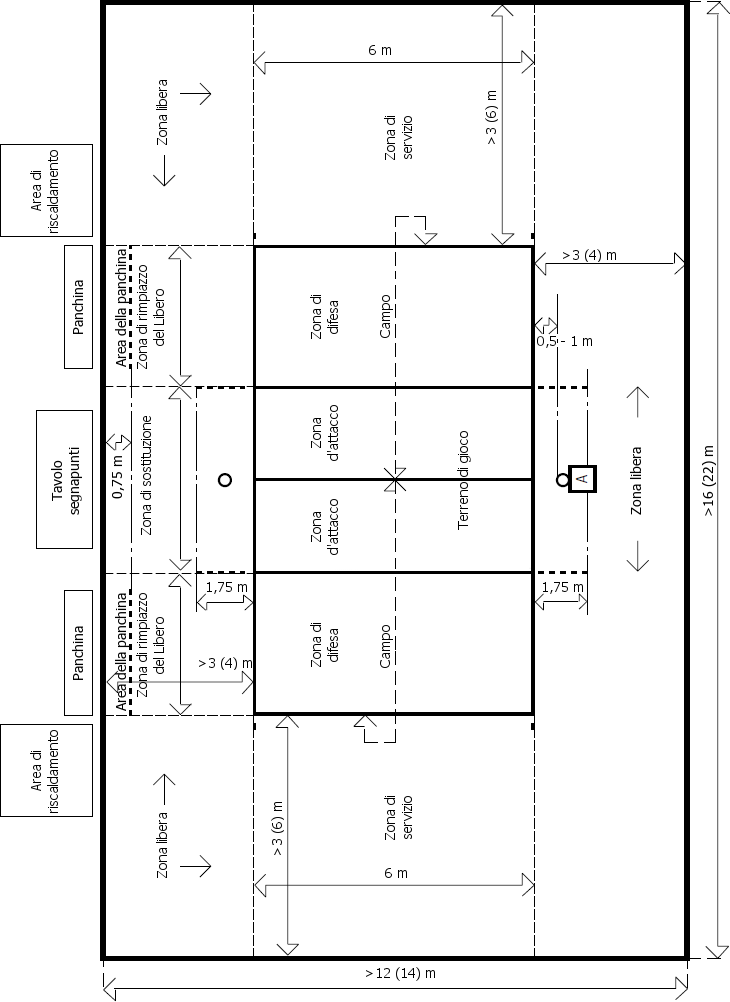 6 m
Zona libera
>3 (6) m
Zona di
servizio
Area di
riscaldamento
>3 (4) m
Panchina
Area della panchina
Zona di rimpiazzo
del Libero
Zona di
difesa
Campo
0,5 - 1 m
Tavolo
segnapunti
0,75 m
Zona di sostituzione
Zona
d'attacco
Terreno di gioco
A
Zona libera
>16 (22) m
Zona
d'attacco
1,75 m
1,75 m
Panchina
Area della panchina
Zona di rimpiazzo
del Libero
>3 (4) m
Zona di
difesa
Campo
Area di
riscaldamento
Zona libera
>3 (6) m
Zona di
servizio
6 m
>12 (14) m